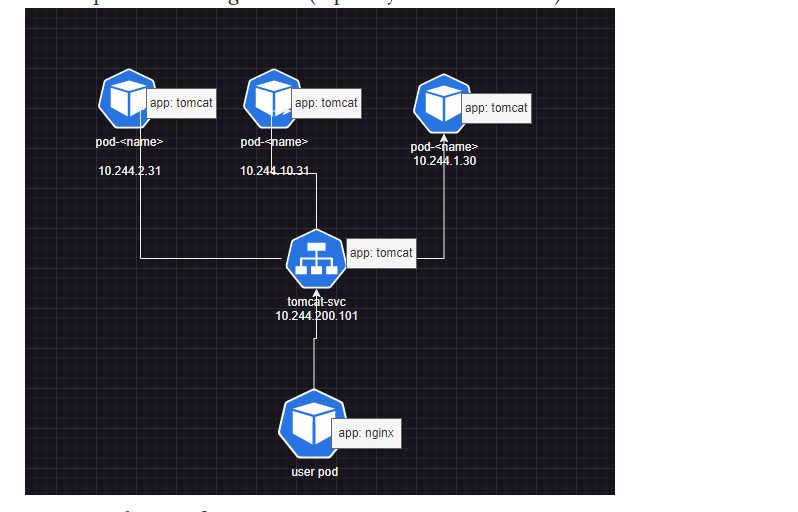 app: tomcat
app: tomcat
app: tomcat
pod-<name>
pod-<name>
pod-<name>
10.244.2.31
10.244.10.31
10.244.1.30
app: tomcat
tomcat-svc
10.244.200.101
app: nginx
user pod